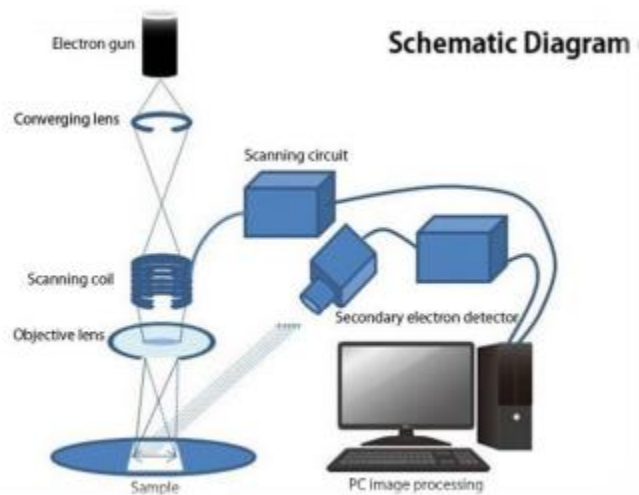 Electron gun
Schematic Diagram
Converging lens
Scanning circuit
Scanning coil
Secondary electron detector
Objective lens
Sample
PC image processing